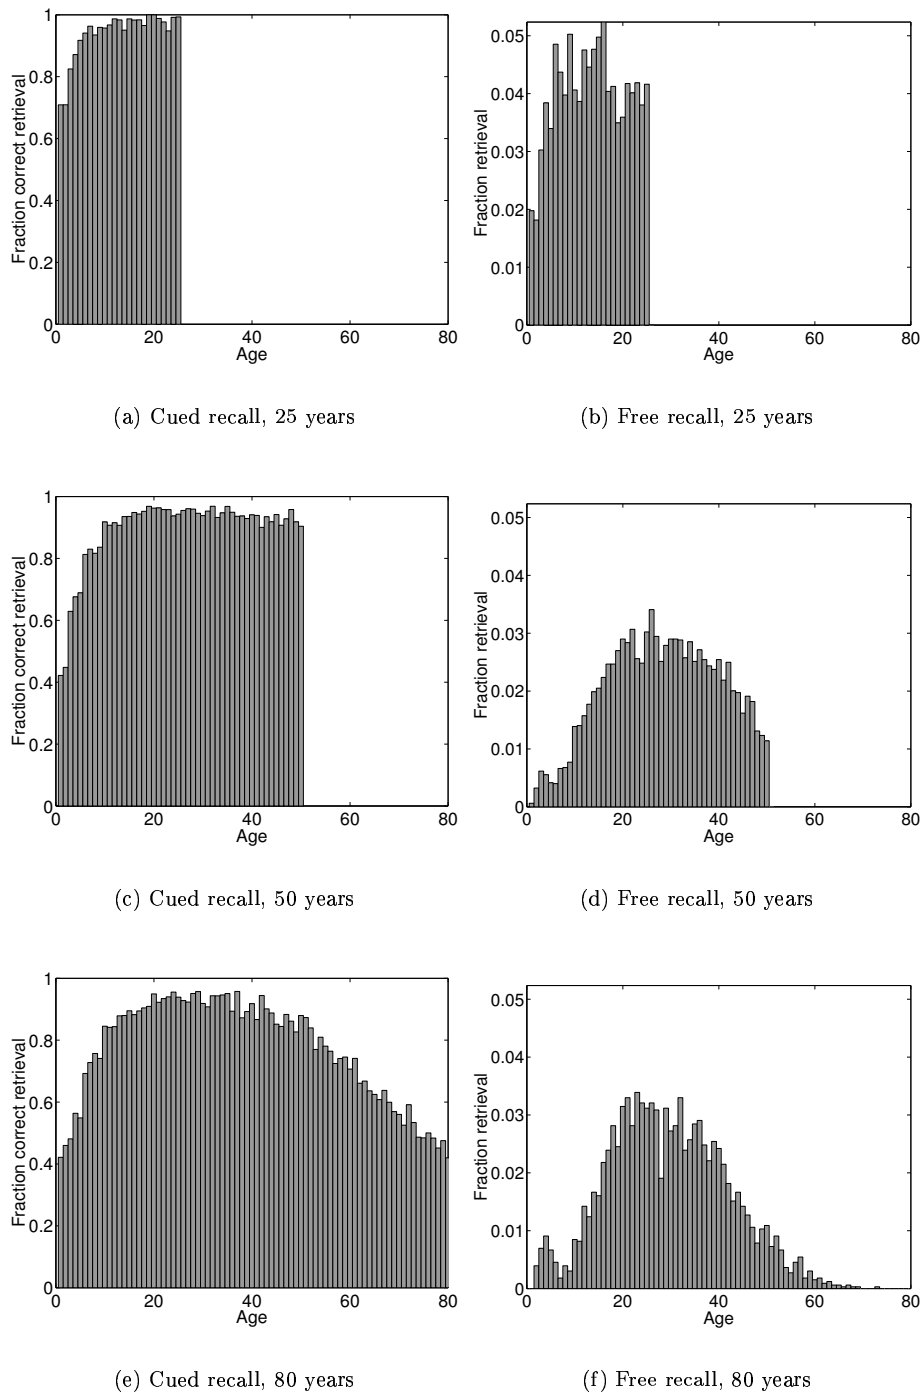 1
0.8
0.6
0.4
0.2
0
Fraction correct retrieval
0 20 40 60 80
Age
0.05
0.04
0.03
0.02
0.01
0
Fraction retrieval
0 20 40 60 80
Age
(a) Cued recall, 25 years
(b) Free recall, 25 years
1
0.8
0.6
0.4
0.2
0
Fraction correct retrieval
0 20 40 60 80
Age
0.05
0.04
0.03
0.02
0.01
0
Fraction retrieval
0 20 40 60 80
Age
(c) Cued recall, 50 years
(d) Free recall, 50 years
1
0.8
0.6
0.4
0.2
0
Fraction correct retrieval
0 20 40 60 80
Age
0.05
0.04
0.03
0.02
0.01
0
Fraction retrieval
0 20 40 60 80
Age
(e) Cued recall, 80 years
(f) Free recall, 80 years